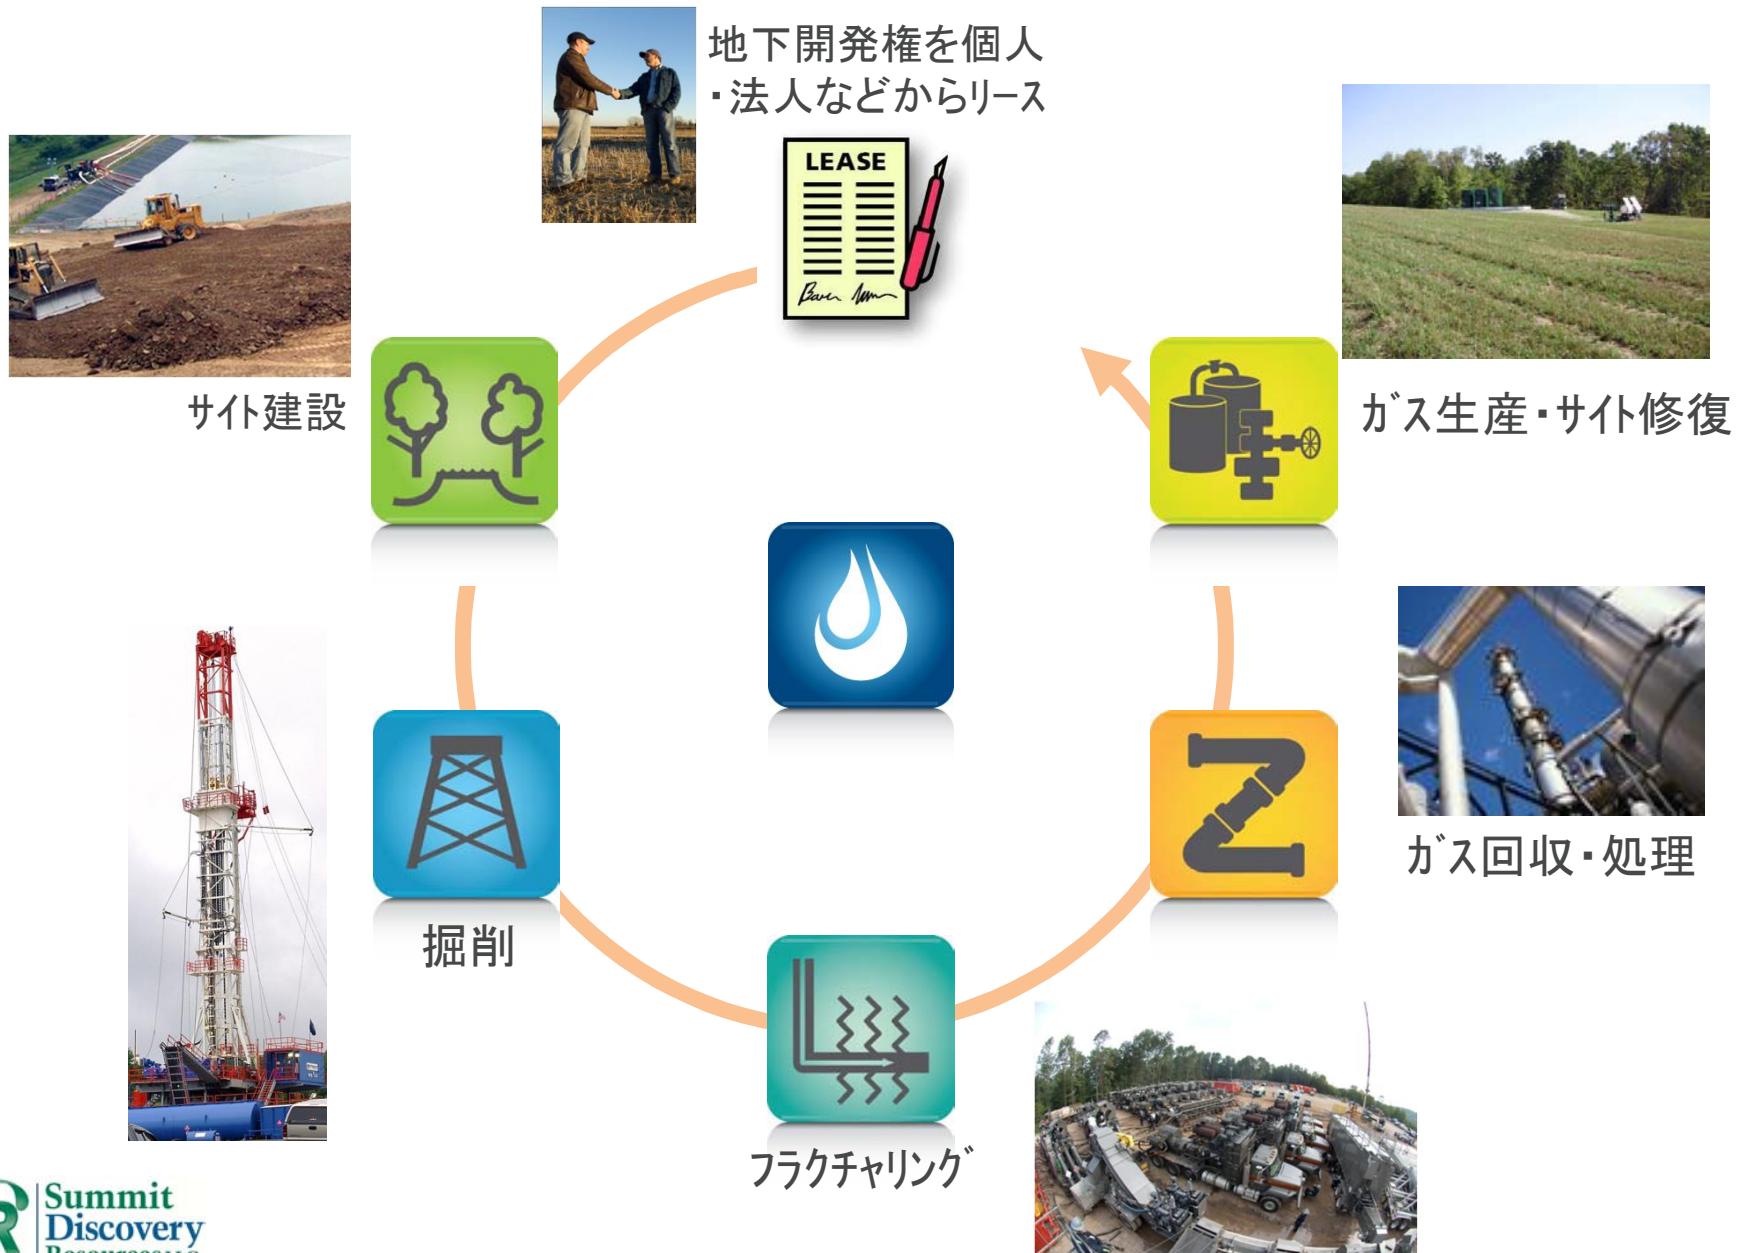 地下開発権を個人
・法人などからリース
LEASE
サイト建設
ガス生産・サイト修復
ガス回収・処理
掘削
フラクチャリング
Summit
Discovery